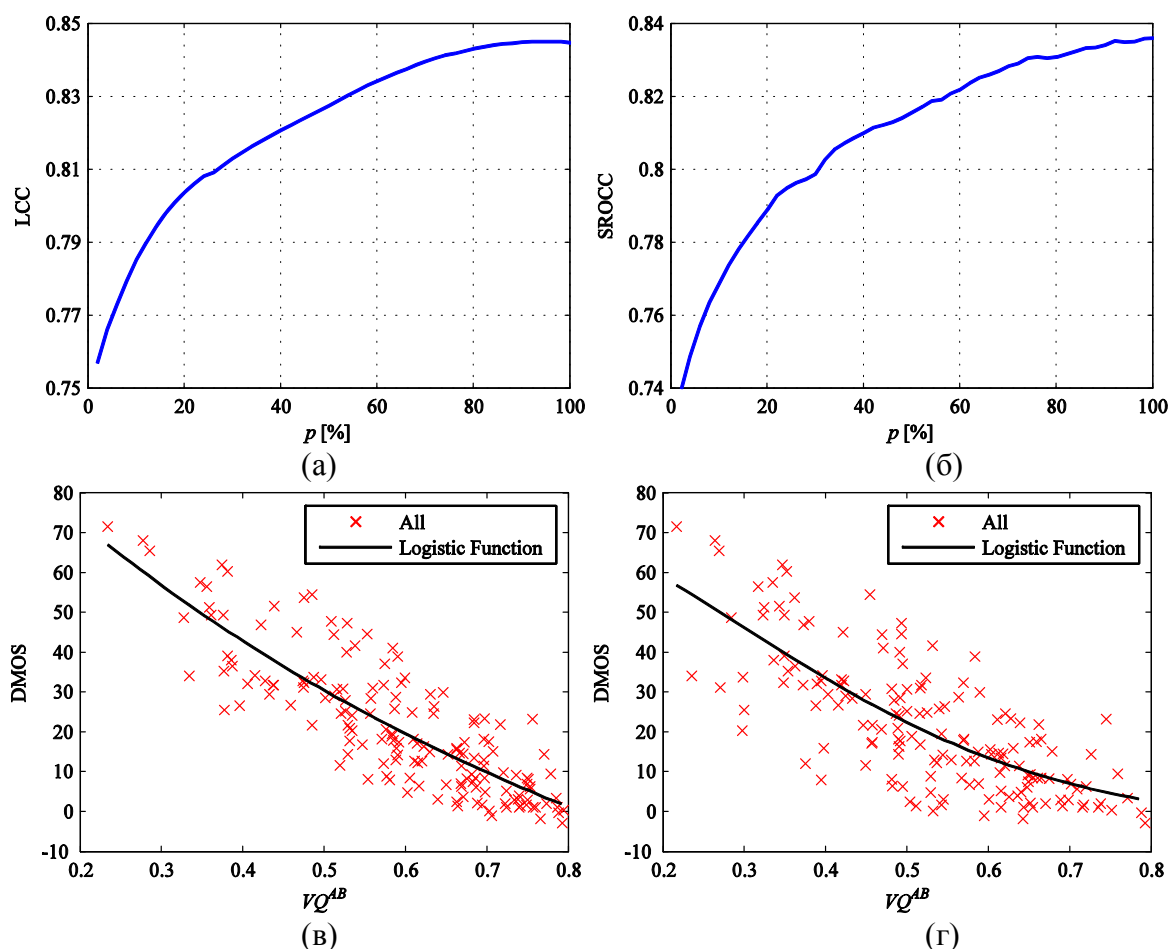 0.85
0.83
0.81
0.79
0.77
0.75
LCC
0 20 40 60 80 100
p [%]
(а)
0.84
0.82
0.8
0.78
0.76
0.74
SROCC
0 20 40 60 80 100
p [%]
(б)
80
70
60
50
40
30
20
10
0
-10
DMOS
All
Logistic Function
0.2 0.3 0.4 0.5 0.6 0.7 0.8
VQ^AB
(в)
80
70
60
50
40
30
20
10
0
-10
DMOS
All
Logistic Function
0.2 0.3 0.4 0.5 0.6 0.7 0.8
VQ^AB
(г)